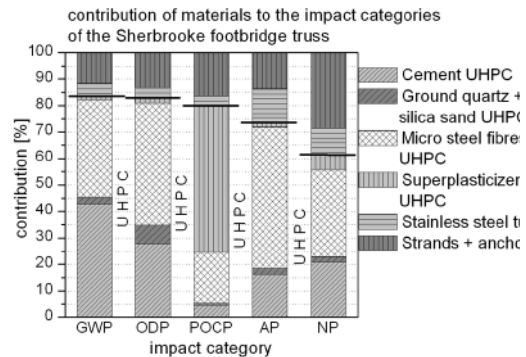 contribution of materials to the impact categories
of the Sherbrooke footbridge truss
contribution [%]
100
90
80
70
60
50
40
30
20
10
0
UHPC
UHPC
UHPC
UHPC
GWP ODP POCP AP NP
impact category
Cement UHPC
Ground quartz +
silica sand UHPC
Micro steel fibres
UHPC
Superplasticizer
UHPC
Stainless steel tu
Strands + ancho